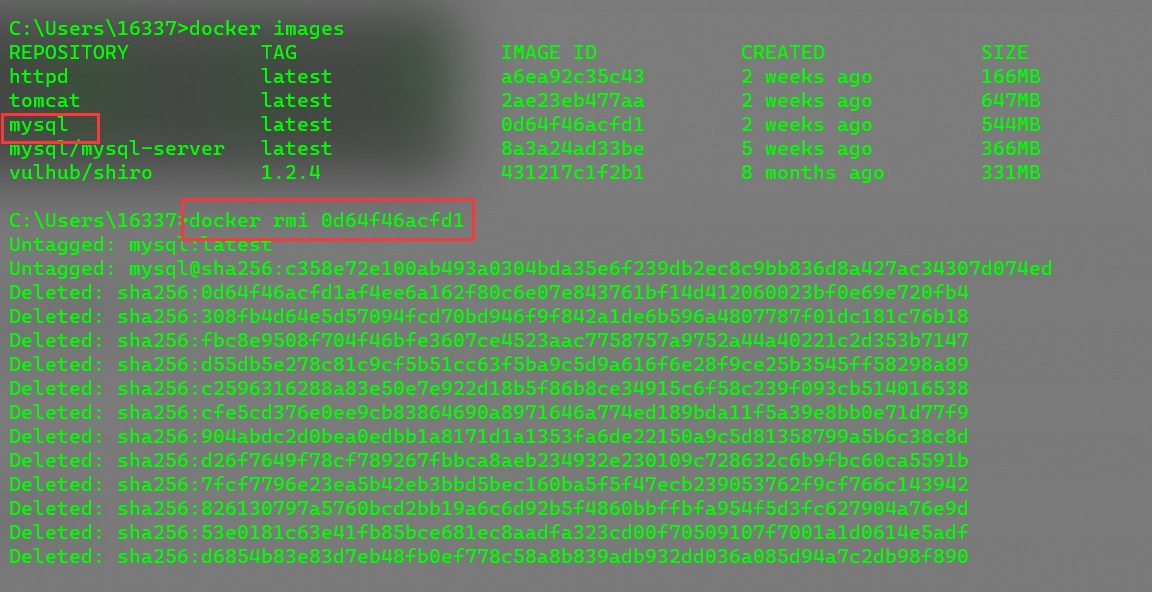 C:\Users\16337>docker images
REPOSITORY TAG IMAGE ID CREATED SIZE
httpd latest a6ea92c35c43 2 weeks ago 166MB
tomcat latest 2ae23eb477aa 2 weeks ago 647MB
mysql latest 0d64f46acfd1 2 weeks ago 544MB
mysql/mysql-server latest 8a3a24ad33be 5 weeks ago 366MB
vulhub/shiro 1.2.4 431217c1f2b1 8 months ago 331MB
C:\Users\16337>docker rmi 0d64f46acfd1
Untagged: mysql:latest
Untagged: mysql@sha256:c358e72e100ab493a0304bda35e6f239db2ec8c9bb836d8a427ac34307d074ed
Deleted: sha256:0d64f46acfd1af4ee6a162f80c6e07e843761bf14d412060023bf0e69e720fb4
Deleted: sha256:308fb4d64e5d57094fcd70bd946f9f842a1de6b596a4807787f01dc181c76b18
Deleted: sha256:fbc8e9508f704f46bfe3607ce4523aac7758757a9752a44a40221c2d353b7147
Deleted: sha256:d55db5e278c81c9cf5b51cc63f5ba9c5d9a616f6e28f9ce25b3545ff58298a89
Deleted: sha256:c2596316288a83e50e7e922d18b5f86b8ce34915c6f58c239f093cb514016538
Deleted: sha256:cfe5cd376e0ee9cb83864690a8971646a774ed189bda11f5a39e8bb0e71d77f9
Deleted: sha256:904abdc2d0bea0edbb1a8171d1a1353fa6de22150a9c5d81358799a5b6c38c8d
Deleted: sha256:d26f7649f78cf789267fbbca8aeb234932e230109c728632c6b9fbc60ca5591b
Deleted: sha256:7fcf7796e23ea5b42eb3bbd5bec160ba5f5f47ecb239053762f9cf766c143942
Deleted: sha256:826130797a5760bcd2bb19a6c6d92b5f4860bbffbfa954f5d3fc627904a76e9d
Deleted: sha256:53e0181c63e41fb85bce681ec8aadfa323cd00f70509107f7001a1d0614e5adf
Deleted: sha256:d6854b83e83d7eb48fb0ef778c58a8b839adb932dd036a085d94a7c2db98f890